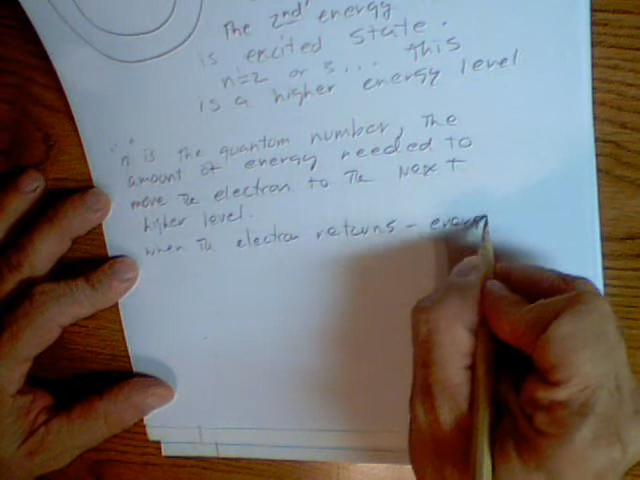 The 2nd energy
is excited state.
n=2 or 3... this
is a higher energy level
"n" is the quantum number, The
amount of energy needed to
move the electron to the next
higher level.
when the electron returns - energy